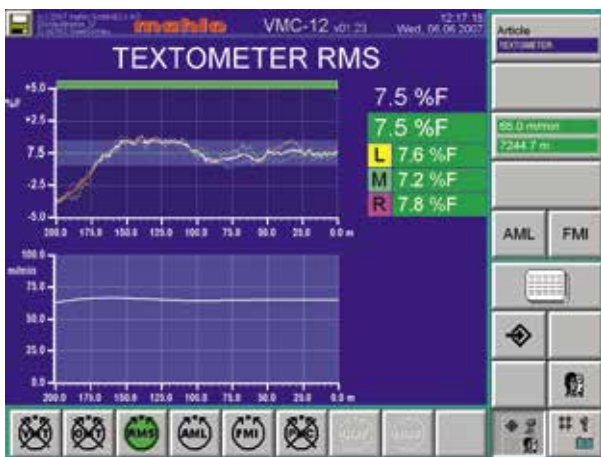 mahlo
VMC-12 v01.23
12:17:15
Wed, 06.06.2007
Article
TEXTOMETER
TEXTOMETER RMS
%F
+5.0
+2.5
7.5
-2.5
-5.0
200.0 175.0 150.0 125.0 100.0 75.0 50.0 25.0 0.0 m
7.5 %F
7.5 %F
L 7.6 %F
M 7.2 %F
R 7.8 %F
65.0 m/min
7244.7 m
AML
FMI
100.0
m/min
75.0
50.0
25.0
0.0
200.0 175.0 150.0 125.0 100.0 75.0 50.0 25.0 0.0 m
RMS
AML
FMI